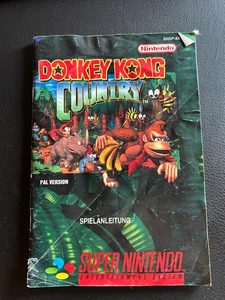 Nintendo
DONKEY KONG
COUNTRY
PAL VERSION
SPIELANLEITUNG
SUPER NINTENDO
ENTERTAINMENT SYSTEM